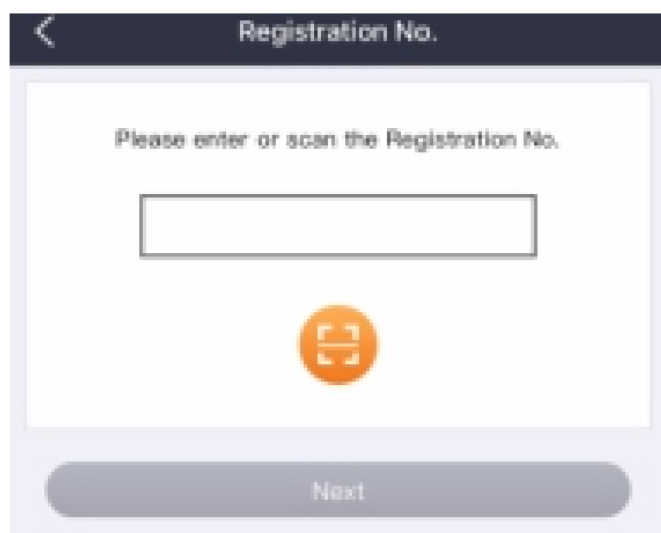 Registration No.
Please enter or scan the Registration No.
Next